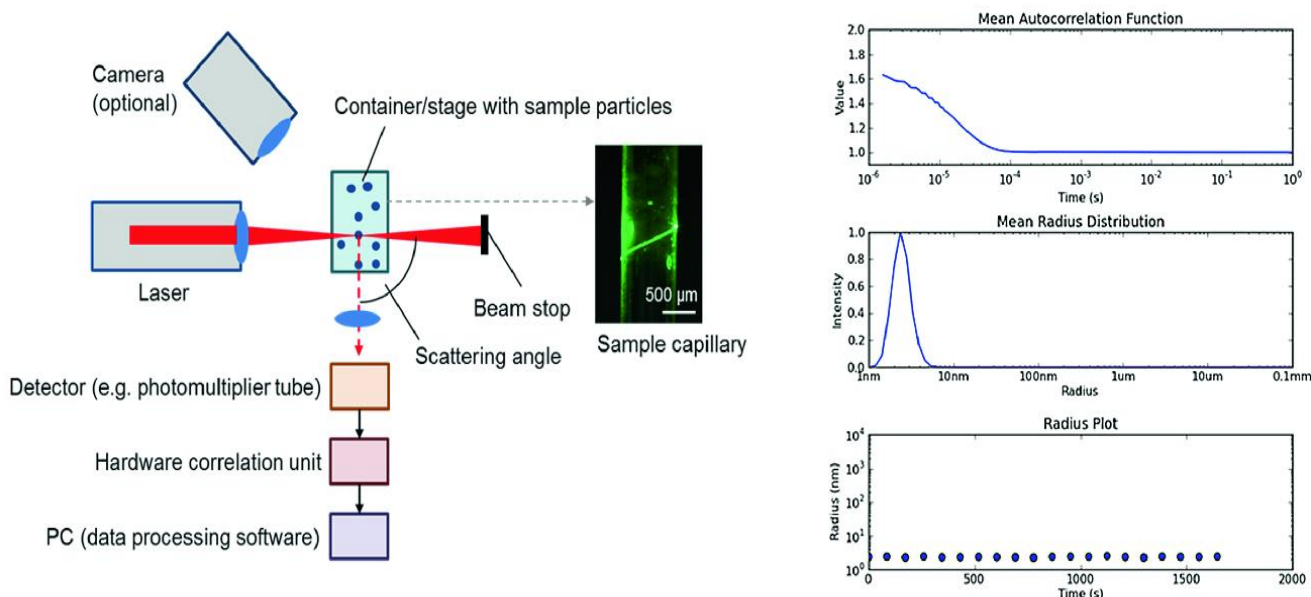 Camera
(optional)
Container/stage with sample particles
Laser
Beam stop
Scattering angle
500 µm
Sample capillary
Detector (e.g. photomultiplier tube)
Hardware correlation unit
PC (data processing software)
Mean Autocorrelation Function
Value
2.0
1.8
1.6
1.4
1.2
1.0
10⁻⁶
10⁻⁵
10⁻⁴
10⁻³
10⁻²
10⁻¹
10⁰
Time (s)
Mean Radius Distribution
Intensity
1.0
0.8
0.6
0.4
0.2
0.0
1nm
10nm
100nm
1um
10um
0.1mm
Radius
Radius Plot
Radius (nm)
10⁴
10³
10²
10¹
10⁰
0
500
1000
1500
2000
Time (s)